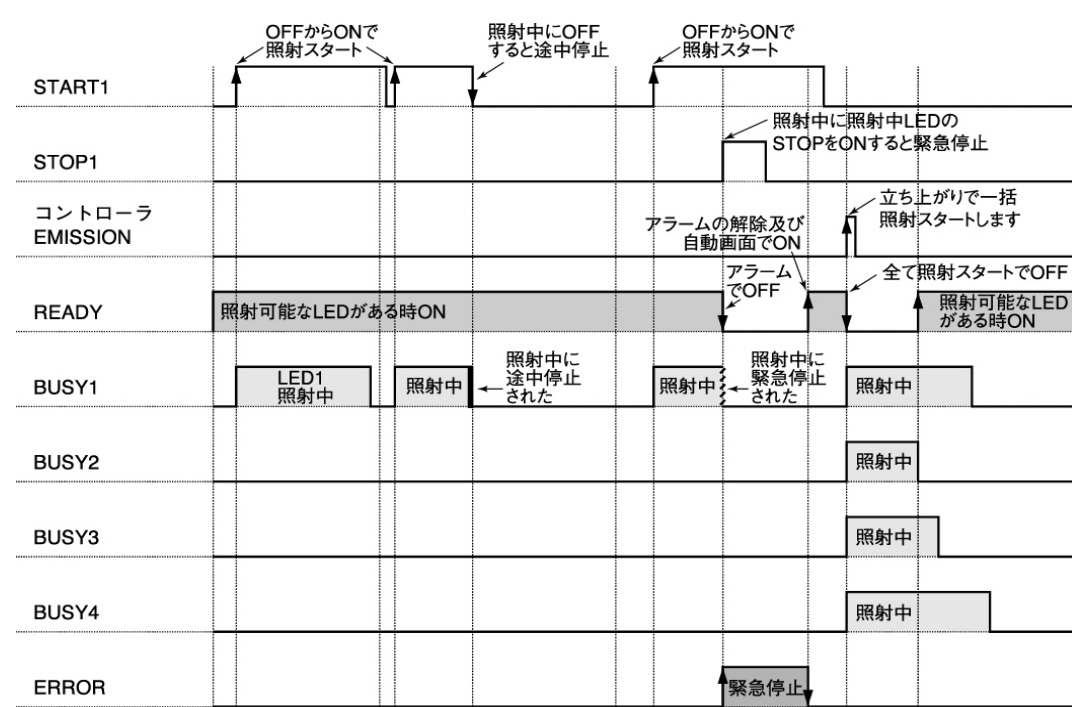 OFFからONで
照射スタート
照射中にOFF
すると途中停止
OFFからONで
照射スタート
START1
照射中に照射中LEDの
STOPをONすると緊急停止
STOP1
立ち上がりで一括
照射スタートします
コントローラ
EMISSION
アラームの解除及び
自動画面でON
アラーム
でOFF
全て照射スタートでOFF
READY
照射可能なLEDがある時ON
照射可能なLED
がある時ON
照射中に
途中停止
された
照射中に
緊急停止
された
BUSY1
LED1
照射中
照射中
照射中
照射中
BUSY2
照射中
BUSY3
照射中
BUSY4
照射中
ERROR
緊急停止